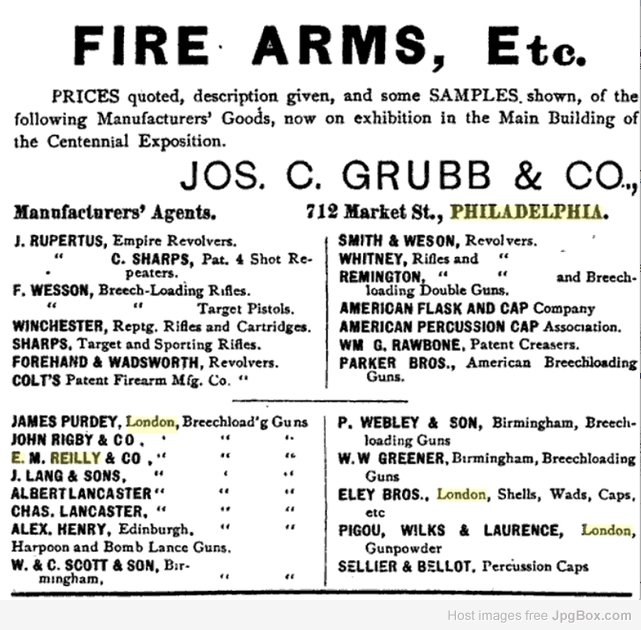 FIRE ARMS, Etc.
PRICES quoted, description given, and some SAMPLES shown, of the
following Manufacturers' Goods, now on exhibition in the Main Building of
the Centennial Exposition.
JOS. C. GRUBB & CO.,
Manufacturers' Agents. 712 Market St., PHILADELPHIA.
J. RUPERTUS, Empire Revolvers.
" C. SHARPS, Pat. 4 Shot Re-
peaters.
F. WESSON, Breech-Loading Rifles.
" " Target Pistols.
WINCHESTER, Reptg. Rifles and Cartridges.
SHARPS, Target and Sporting Rifles.
FOREHAND & WADSWORTH, Revolvers.
COLT'S Patent Firearm Mfg. Co. "
SMITH & WESON, Revolvers.
WHITNEY, Rifles and "
REMINGTON, " " and Breech-
loading Double Guns.
AMERICAN FLASK AND CAP Company
AMERICAN PERCUSSION CAP Association.
WM G. RAWBONE, Patent Creasers.
PARKER BROS., American Breechloading
Guns.
JAMES PURDEY, London, Breechload'g Guns
JOHN RIGBY & CO, " " "
E. M. REILLY & CO, " " "
J. LANG & SONS, " " "
ALBERT LANCASTER " " "
CHAS. LANCASTER, " " "
ALEX. HENRY, Edinburgh, " "
Harpoon and Bomb Lance Guns.
W. & C. SCOTT & SON, Bir-
mingham, " "
P. WEBLEY & SON, Birmingham, Breech-
loading Guns
W.W GREENER, Birmingham, Breechloading
Guns
ELEY BROS., London, Shells, Wads, Caps,
etc
PIGOU, WILKS & LAURENCE, London,
Gunpowder
SELLIER & BELLOT, Percussion Caps
Host images free JpgBox.com